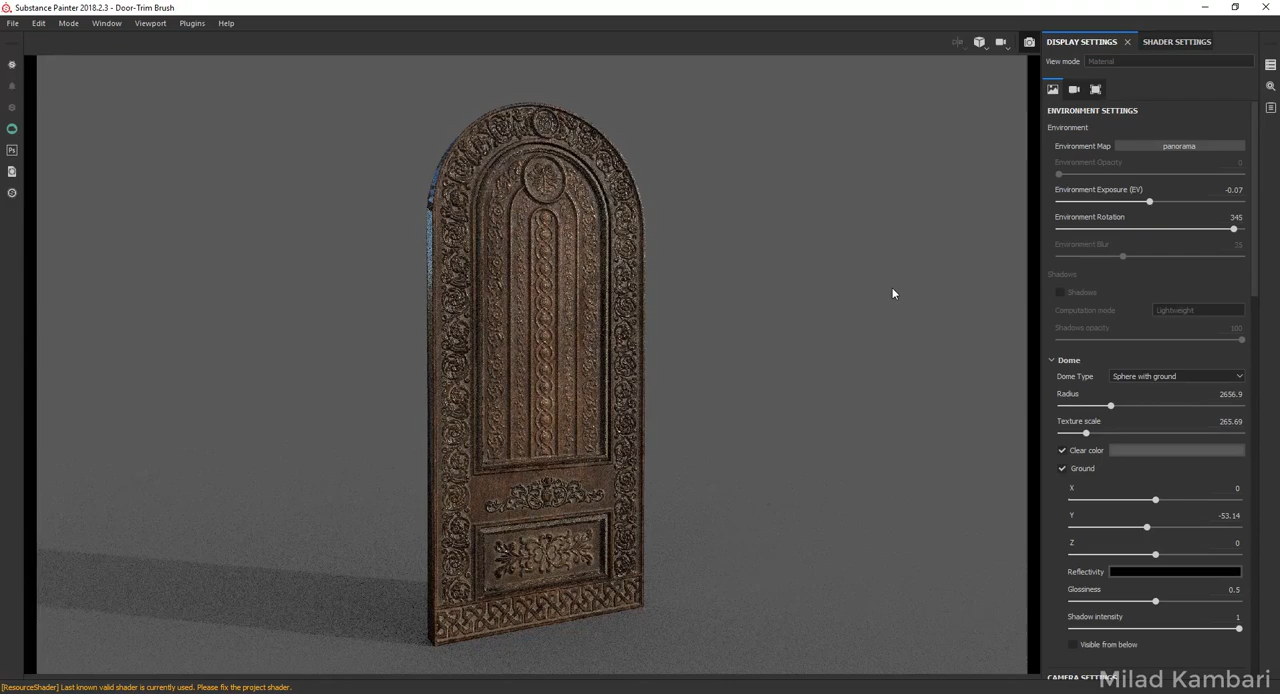 Substance Painter 2018.2.3 - Door-Trim Brush
File Edit Mode Window Viewport Plugins Help
DISPLAY SETTINGS SHADER SETTINGS
View mode Material
Ps
ENVIRONMENT SETTINGS
Environment
Environment Map panorama
Environment Opacity 0
Environment Exposure (EV) -0.07
Environment Rotation 345
Environment Blur
Shadows
Shadows
Computation mode Lightweight
Shadows opacity 100
Dome
Dome Type Sphere with ground
Radius 2656.9
Texture scale 265.69
Clear color
Ground
X 0
Y -53.14
Z 0
Reflectivity
Glossiness 0.5
Shadow intensity 1
Visible from below
CAMERA SETTINGS
Milad Kambari
[ResourceShader] Last known valid shader is currently used. Please fix the project shader.